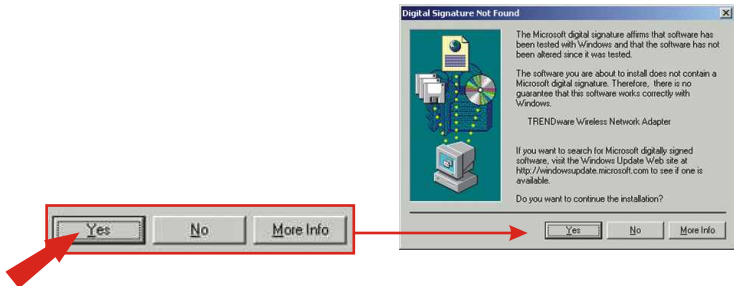 Digital Signature Not Found
The Microsoft digital signature affirms that software has
been tested with Windows and that the software has not
been altered since it was tested.
The software you are about to install does not contain a
Microsoft digital signature. Therefore, there is no
guarantee that this software works correctly with
Windows.
TRENDware Wireless Network Adapter
If you want to search for Microsoft digitally signed
software, visit the Windows Update Web site at
http://windowsupdate.microsoft.com to see if one is
available.
Do you want to continue the installation?
Yes No More Info
Yes No More Info